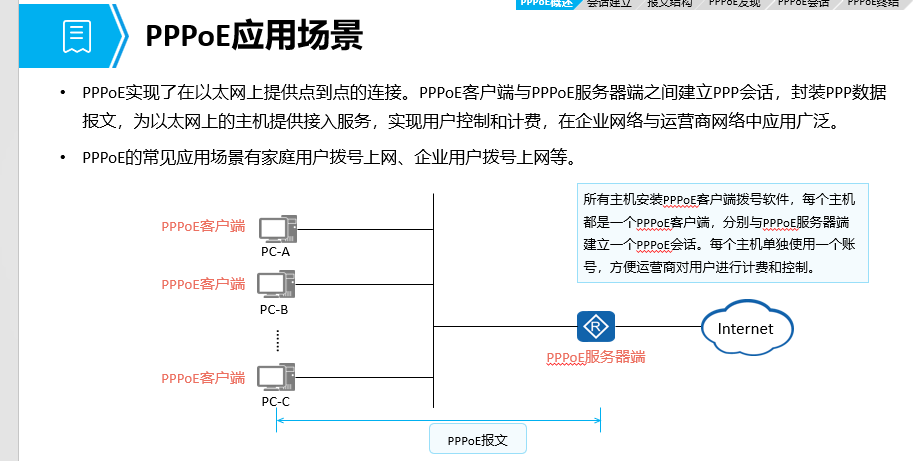 PPPoE概述 会话建立 报文结构 PPPoE发现 PPPoE会话 PPPoE终结
PPPoE应用场景
• PPPoE实现了在以太网上提供点到点的连接。PPPoE客户端与PPPoE服务器端之间建立PPP会话，封装PPP数据
报文，为以太网上的主机提供接入服务，实现用户控制和计费，在企业网络与运营商网络中应用广泛。
• PPPoE的常见应用场景有家庭用户拨号上网、企业用户拨号上网等。
所有主机安装PPPoE客户端拨号软件，每个主机
都是一个PPPoE客户端，分别与PPPoE服务器端
建立一个PPPoE会话。每个主机单独使用一个账
号，方便运营商对用户进行计费和控制。
PPPoE客户端
PC-A
PPPoE客户端
PC-B
......
PPPoE客户端
PC-C
R
PPPoE服务器端
Internet
PPPoE报文